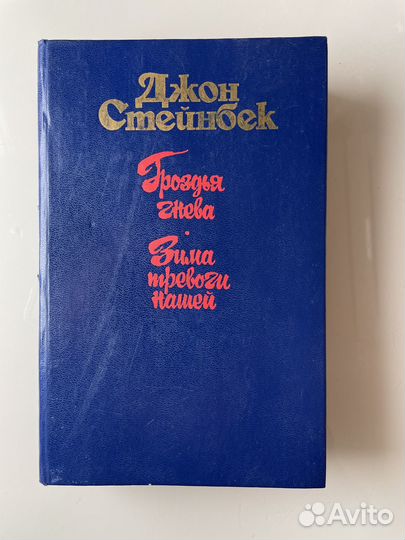 Джон
Стейнбек
Гроздья
гнева
·
Зима
тревоги
нашей
Avito